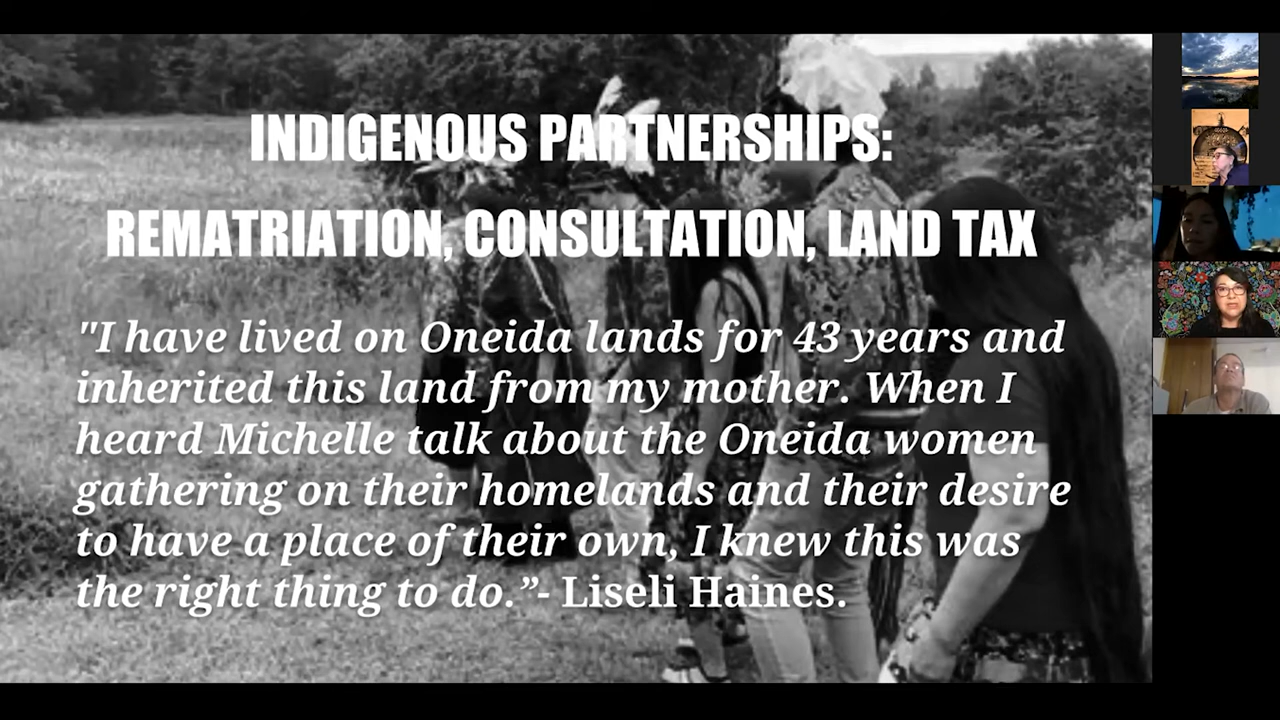 INDIGENOUS PARTNERSHIPS:
REMATRIATION, CONSULTATION, LAND TAX
"I have lived on Oneida lands for 43 years and
inherited this land from my mother. When I
heard Michelle talk about the Oneida women
gathering on their homelands and their desire
to have a place of their own, I knew this was
the right thing to do.”- Liseli Haines.